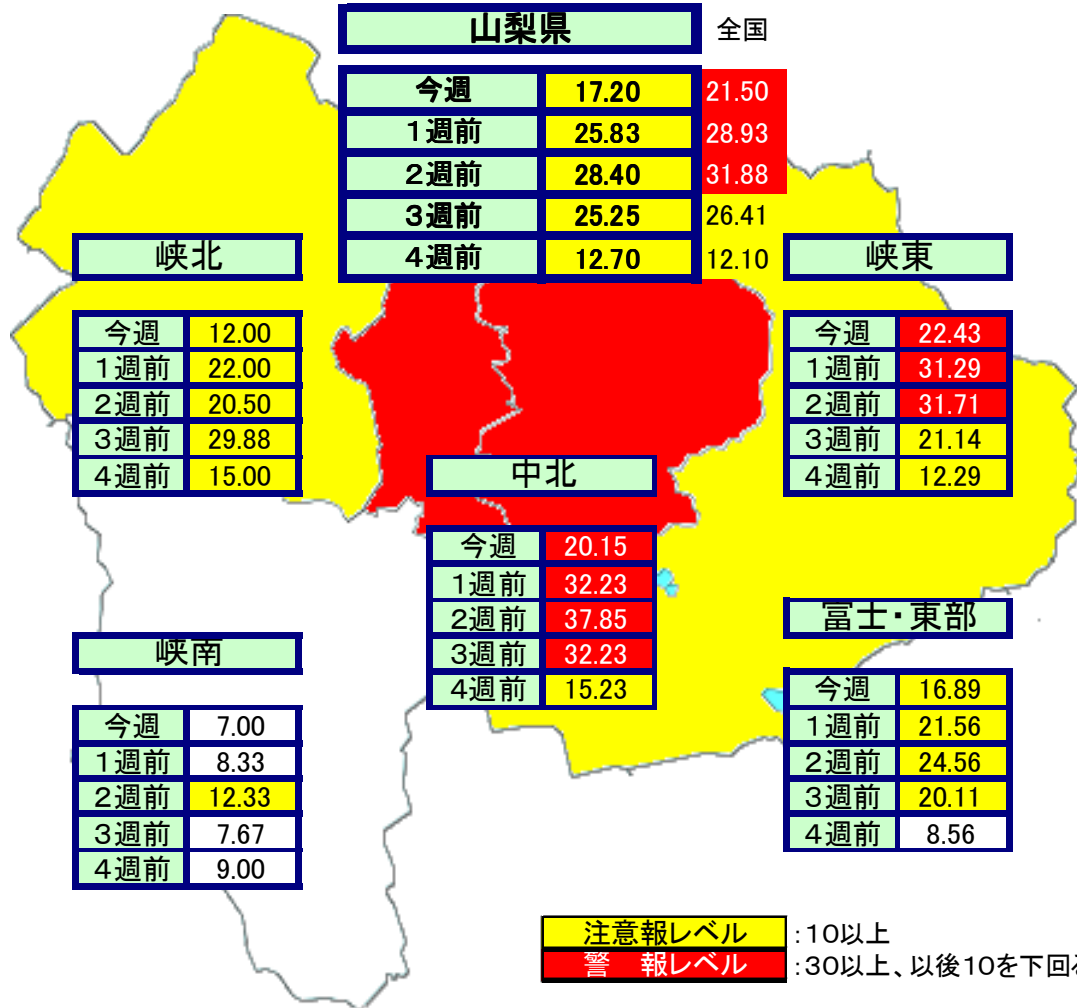 山梨県 全国
今週 17.20 21.50
1週前 25.83 28.93
2週前 28.40 31.88
3週前 25.25 26.41
4週前 12.70 12.10
峡北
今週 12.00
1週前 22.00
2週前 20.50
3週前 29.88
4週前 15.00
峡東
今週 22.43
1週前 31.29
2週前 31.71
3週前 21.14
4週前 12.29
中北
今週 20.15
1週前 32.23
2週前 37.85
3週前 32.23
4週前 15.23
峡南
今週 7.00
1週前 8.33
2週前 12.33
3週前 7.67
4週前 9.00
冨士・東部
今週 16.89
1週前 21.56
2週前 24.56
3週前 20.11
4週前 8.56
注意報レベル :10以上
警 報レベル :30以上、以後10を下回